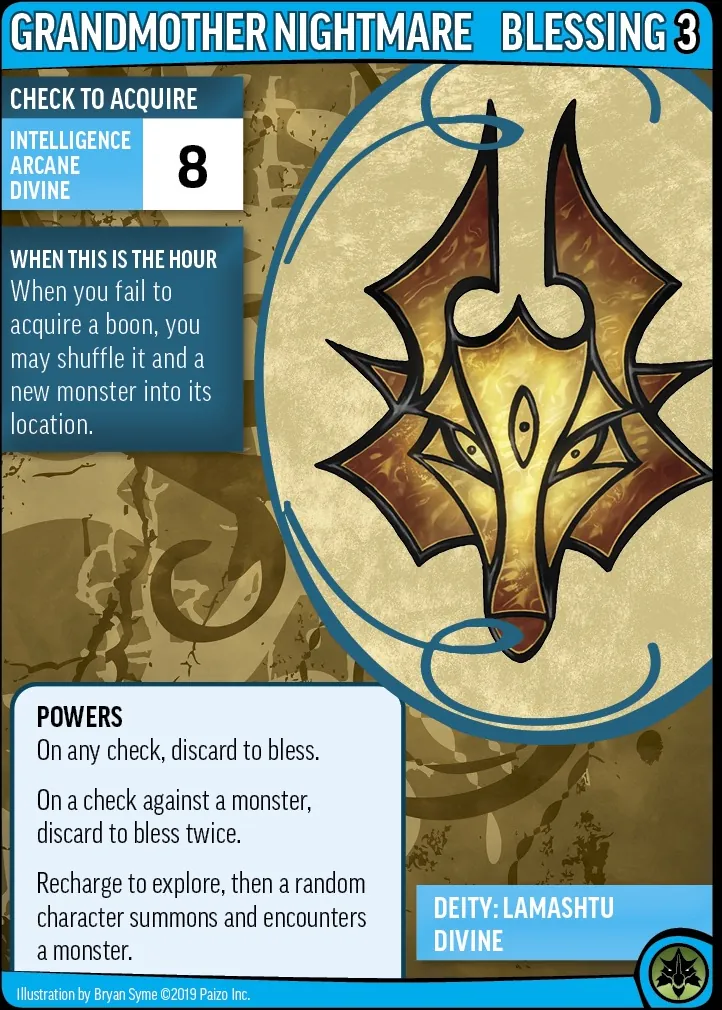 GRANDMOTHER NIGHTMARE BLESSING 3
CHECK TO ACQUIRE
INTELLIGENCE
ARCANE
DIVINE
8
WHEN THIS IS THE HOUR
When you fail to
acquire a boon, you
may shuffle it and a
new monster into its
location.
POWERS
On any check, discard to bless.
On a check against a monster,
discard to bless twice.
Recharge to explore, then a random
character summons and encounters
a monster.
DEITY: LAMASHTU
DIVINE
Illustration by Bryan Syme ©2019 Paizo Inc.